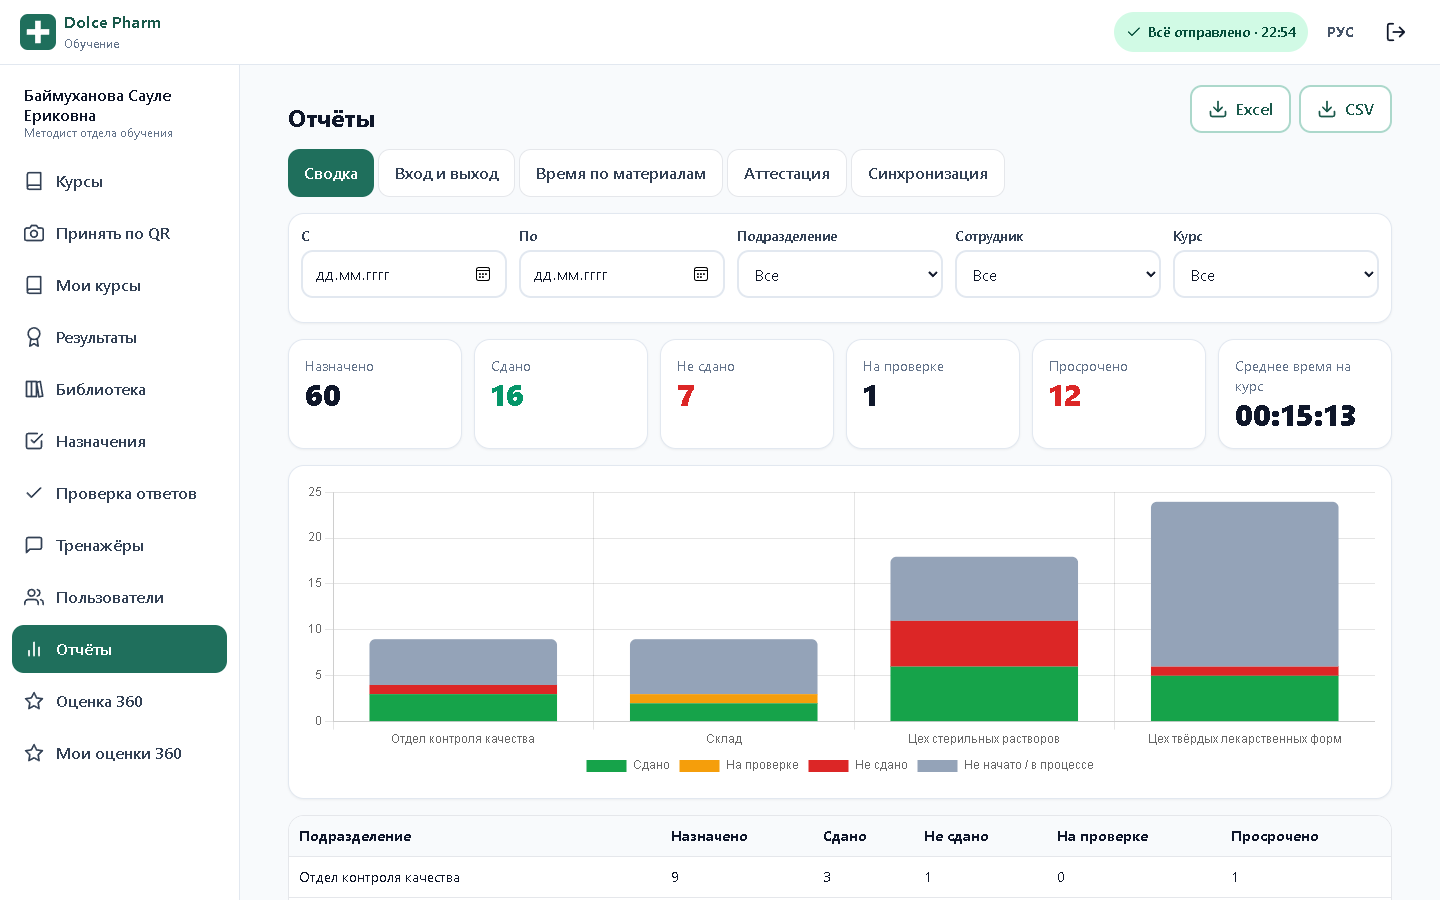 Dolce Pharm
Обучение
Всё отправлено · 22:54
РУС
Баймуханова Сауле
Ериковна
Методист отдела обучения
Курсы
Принять по QR
Мои курсы
Результаты
Библиотека
Назначения
Проверка ответов
Тренажёры
Пользователи
Отчёты
Оценка 360
Мои оценки 360
Отчёты
Excel
CSV
Сводка
Вход и выход
Время по материалам
Аттестация
Синхронизация
С
По
Подразделение
Сотрудник
Курс
дд.мм.гггг
дд.мм.гггг
Все
Все
Все
Назначено
60
Сдано
16
Не сдано
7
На проверке
1
Просрочено
12
Среднее время на
курс
00:15:13
25
20
15
10
5
0
Отдел контроля качества
Склад
Цех стерильных растворов
Цех твёрдых лекарственных форм
Сдано
На проверке
Не сдано
Не начато / в процессе
Подразделение Назначено Сдано Не сдано На проверке Просрочено
Отдел контроля качества 9 3 1 0 1